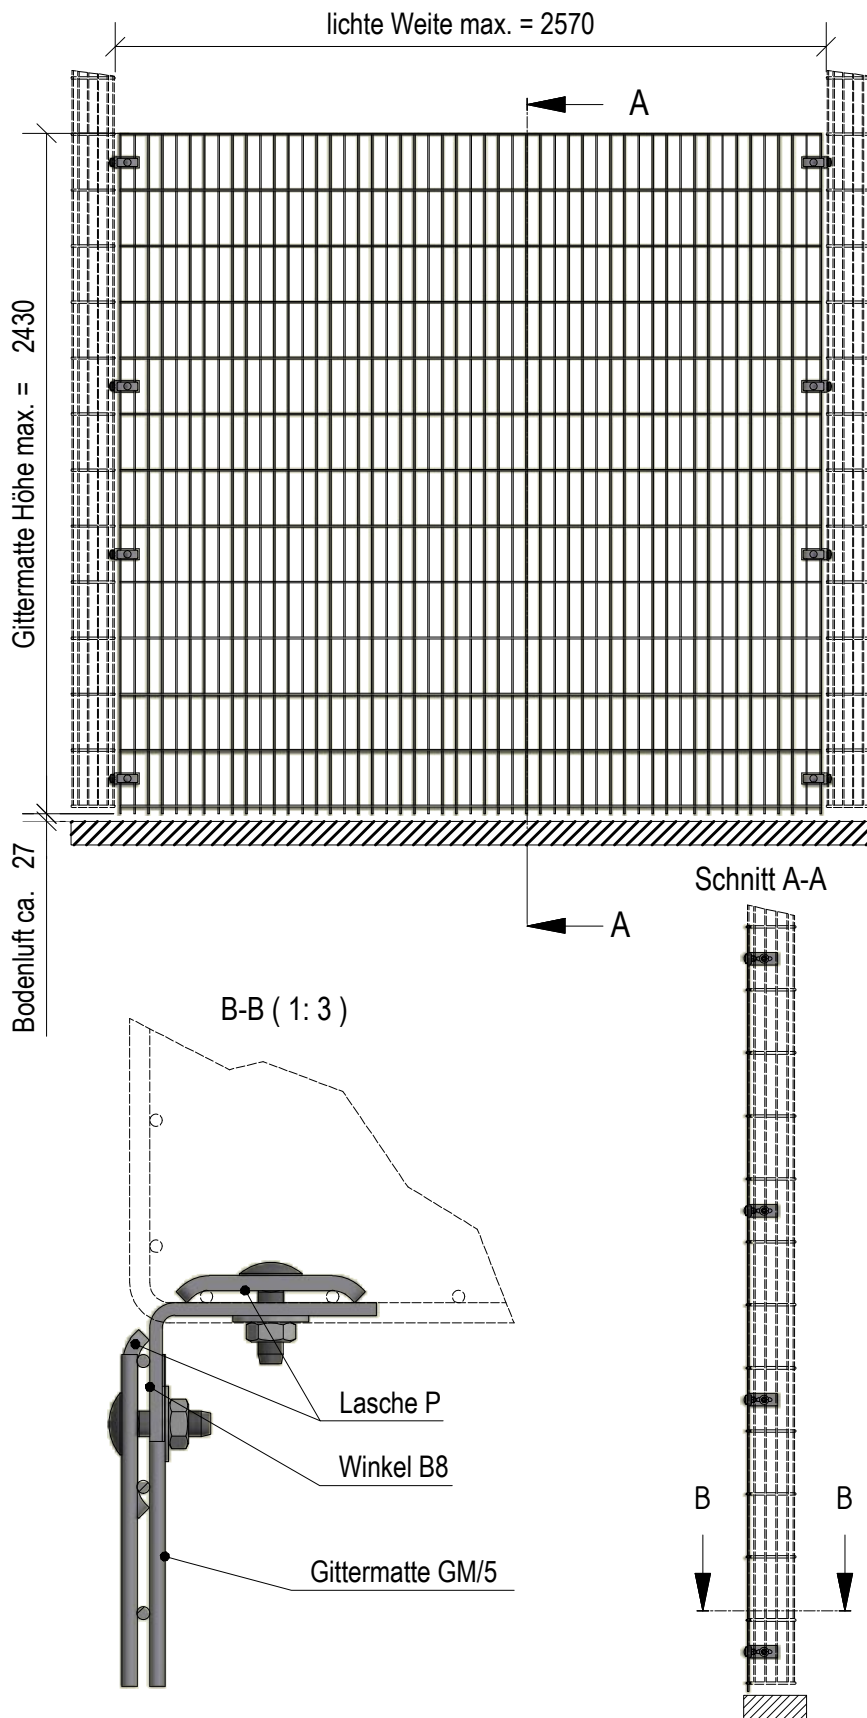 lichte Weite max. = 2570
A
Gittermatte Höhe max. = 2430
Bodenluft ca. 27
A
Schnitt A-A
B-B ( 1: 3 )
Lasche P
Winkel B8
B
B
Gittermatte GM/5